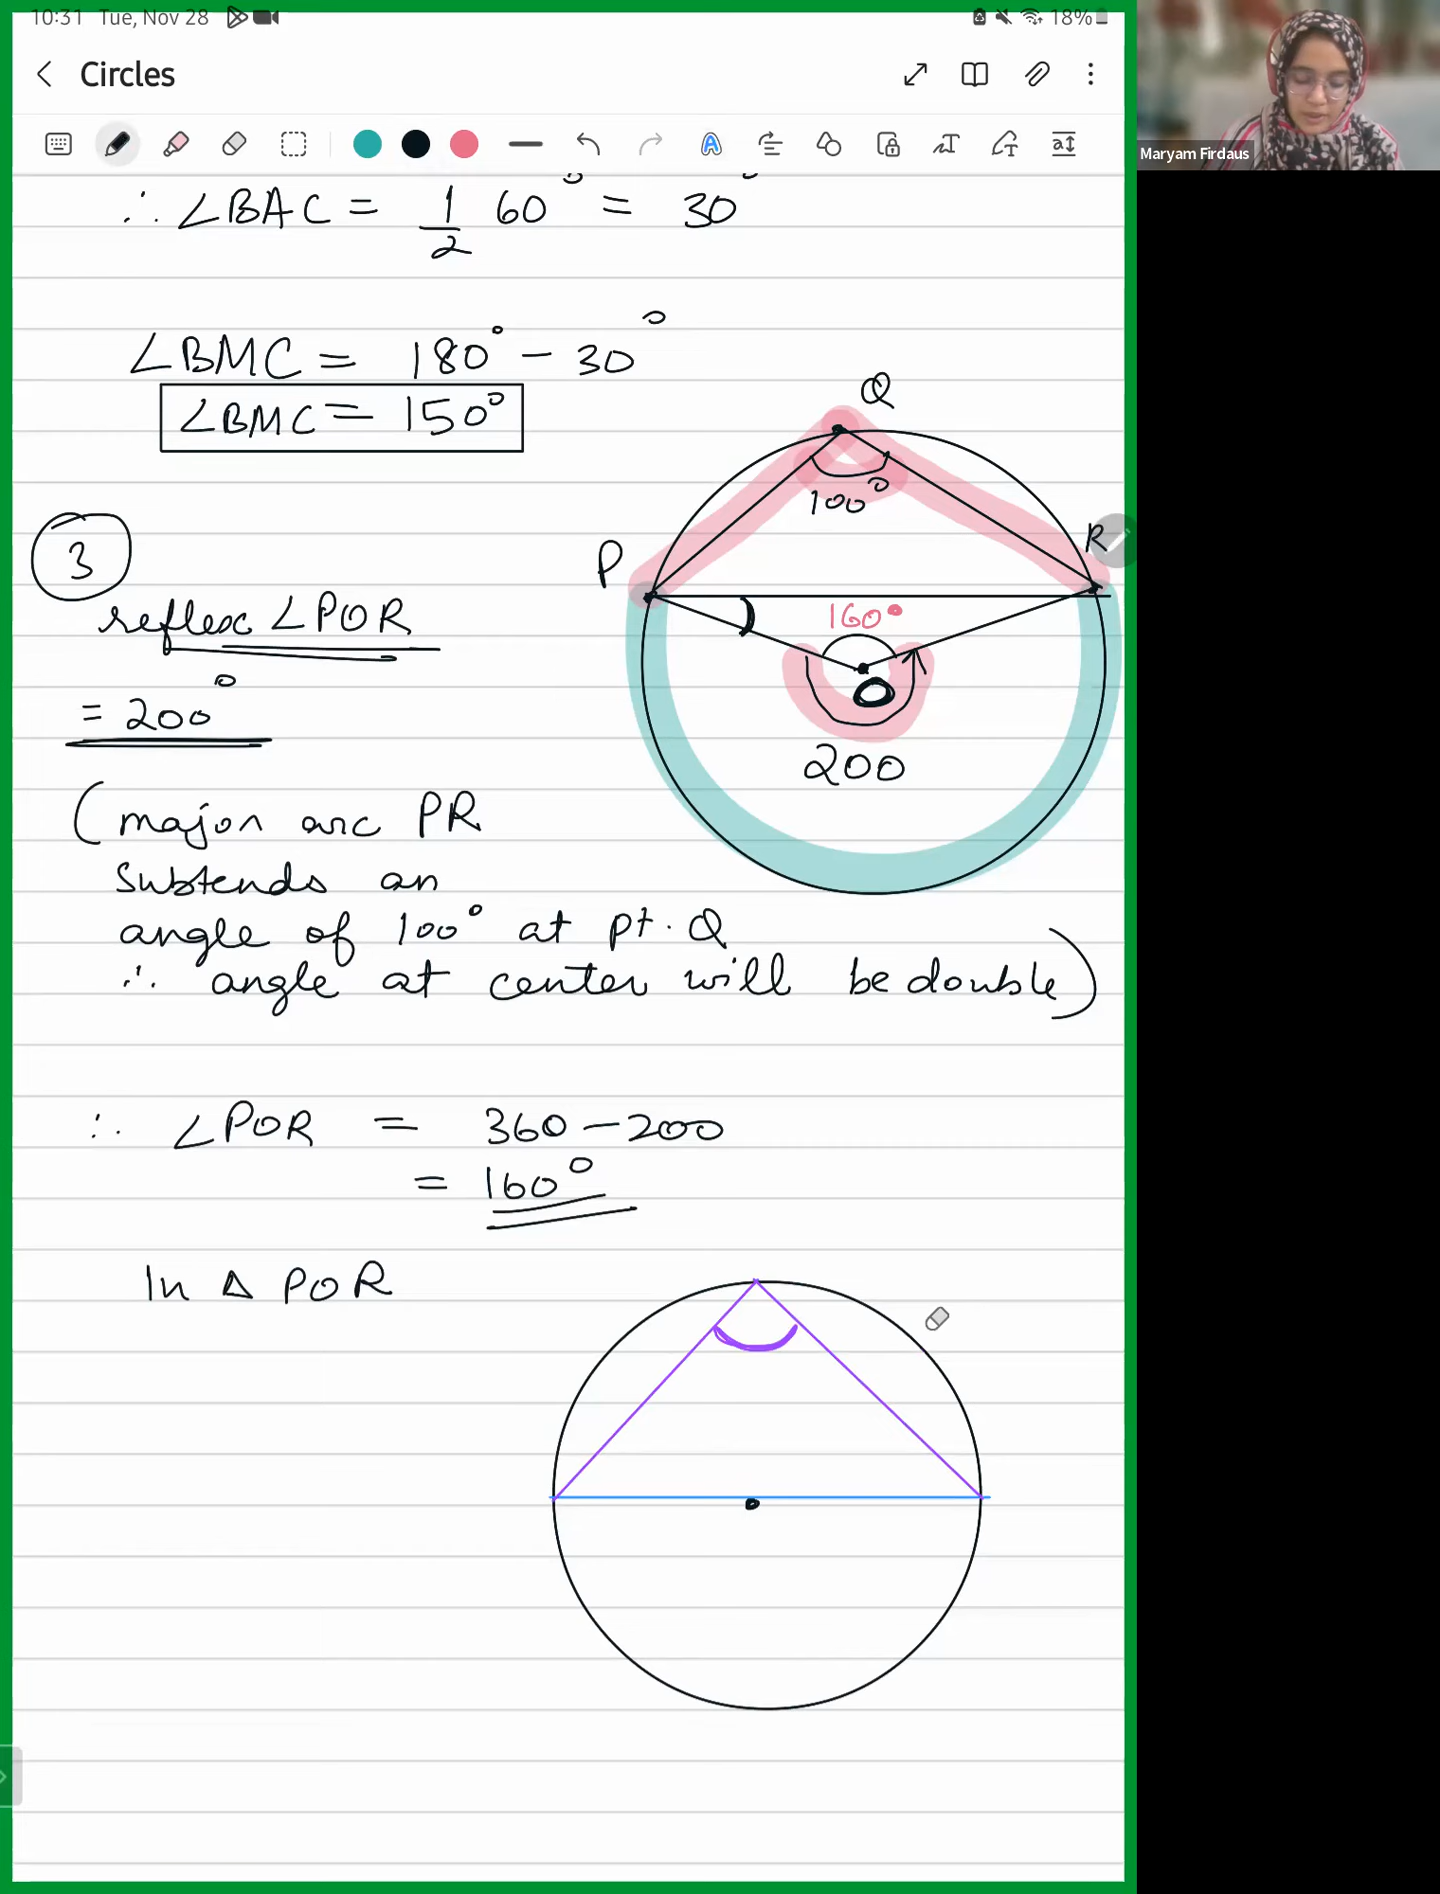 10:31 Tue, Nov 28
18%
Circles
Maryam Firdaus
∴ ∠BAC = 1/2 60° = 30°
∠BMC = 180° - 30°
∠BMC = 150°
Q
100°
P
R
160°
O
200
3
reflex ∠POR
= 200°
(major arc PR
subtends an
angle of 100° at pt. Q
∴ angle at center will be double)
∴ ∠POR = 360 - 200
= 160°
In Δ POR